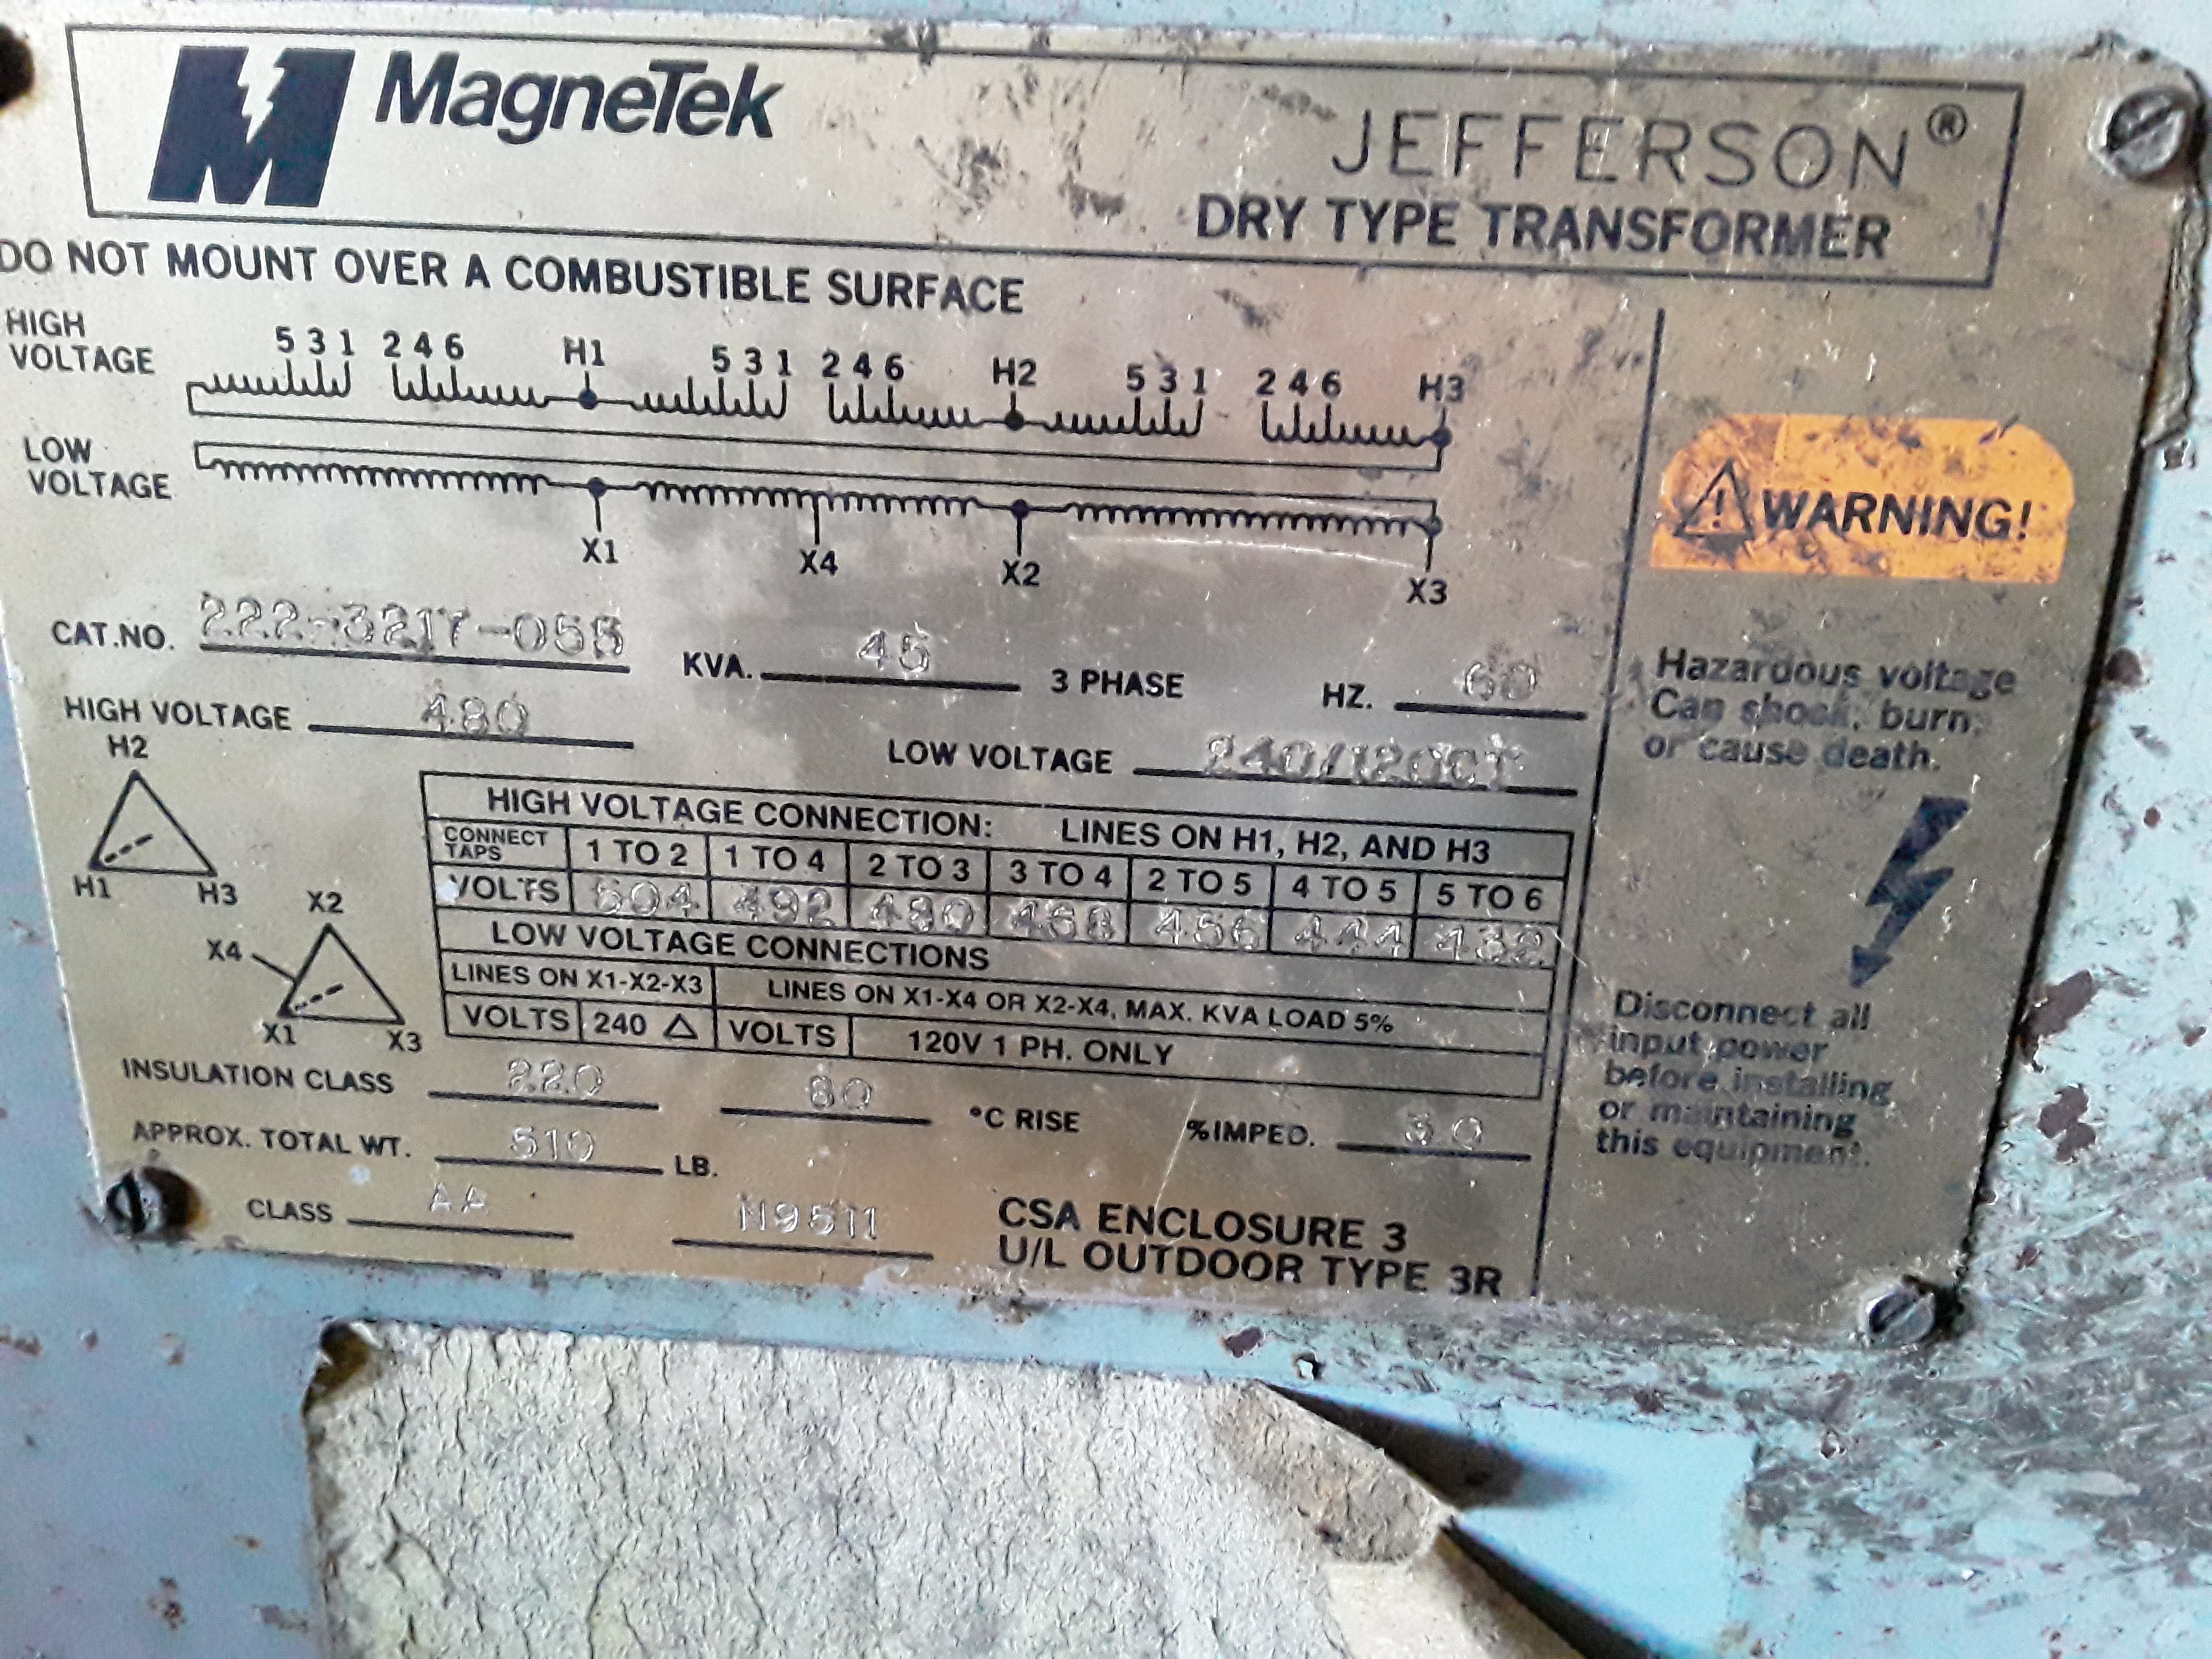 MagneTek
JEFFERSON®
DRY TYPE TRANSFORMER
DO NOT MOUNT OVER A COMBUSTIBLE SURFACE
HIGH VOLTAGE
5 3 1 2 4 6 H1 5 3 1 2 4 6 H2 5 3 1 2 4 6 H3
LOW VOLTAGE
X1 X4 X2 X3
CAT.NO. 222-3217-055 KVA. 45 3 PHASE HZ. 60
HIGH VOLTAGE 480 LOW VOLTAGE 240/120CT
H2
H1 H3
X2
X4
X1 X3
HIGH VOLTAGE CONNECTION: LINES ON H1, H2, AND H3
CONNECT TAPS 1 TO 2 1 TO 4 2 TO 3 3 TO 4 2 TO 5 4 TO 5 5 TO 6
VOLTS 504 492 480 468 456 444 432
LOW VOLTAGE CONNECTIONS
LINES ON X1-X2-X3 LINES ON X1-X4 OR X2-X4, MAX. KVA LOAD 5%
VOLTS 240 △ VOLTS 120V 1 PH. ONLY
INSULATION CLASS 220 80 °C RISE %IMPED. 3.0
APPROX. TOTAL WT. 510 LB.
CLASS AA N9511
CSA ENCLOSURE 3
U/L OUTDOOR TYPE 3R
WARNING!
Hazardous voltage
Can shock, burn,
or cause death.
Disconnect all
input power
before installing
or maintaining
this equipment.